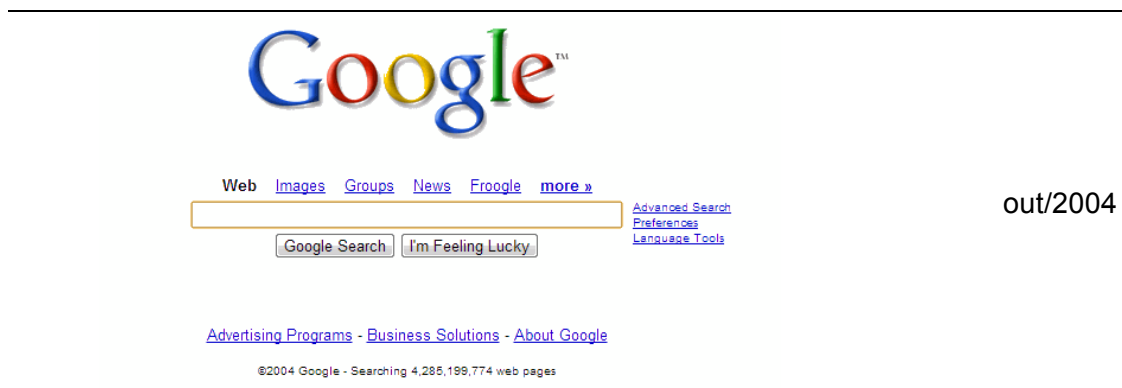 Google™
Web Images Groups News Froogle more »
Advanced Search
Preferences
Language Tools
Google Search I'm Feeling Lucky
out/2004
Advertising Programs - Business Solutions - About Google
©2004 Google - Searching 4,285,199,774 web pages